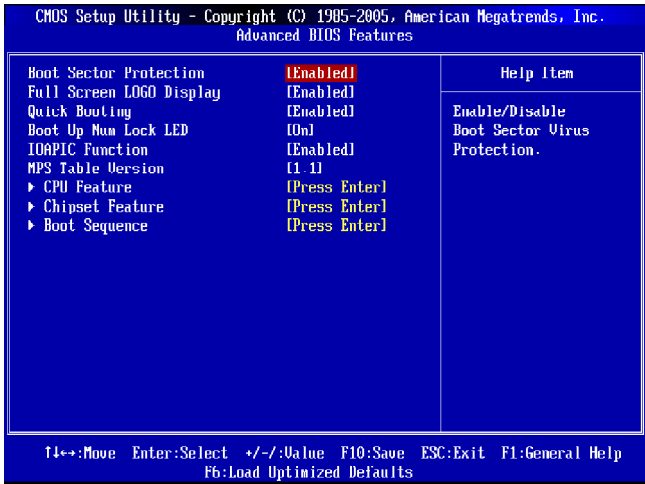 CMOS Setup Utility - Copyright (C) 1985-2005, American Megatrends, Inc.
Advanced BIOS Features
Boot Sector Protection [Enabled]
Full Screen LOGO Display [Enabled]
Quick Booting [Enabled]
Boot Up Num Lock LED [On]
IOAPIC Function [Enabled]
MPS Table Version [1.1]
▶ CPU Feature [Press Enter]
▶ Chipset Feature [Press Enter]
▶ Boot Sequence [Press Enter]
Help Item
Enable/Disable
Boot Sector Virus
Protection.
↑↓←→:Move Enter:Select +/-/:Value F10:Save ESC:Exit F1:General Help
F6:Load Optimized Defaults